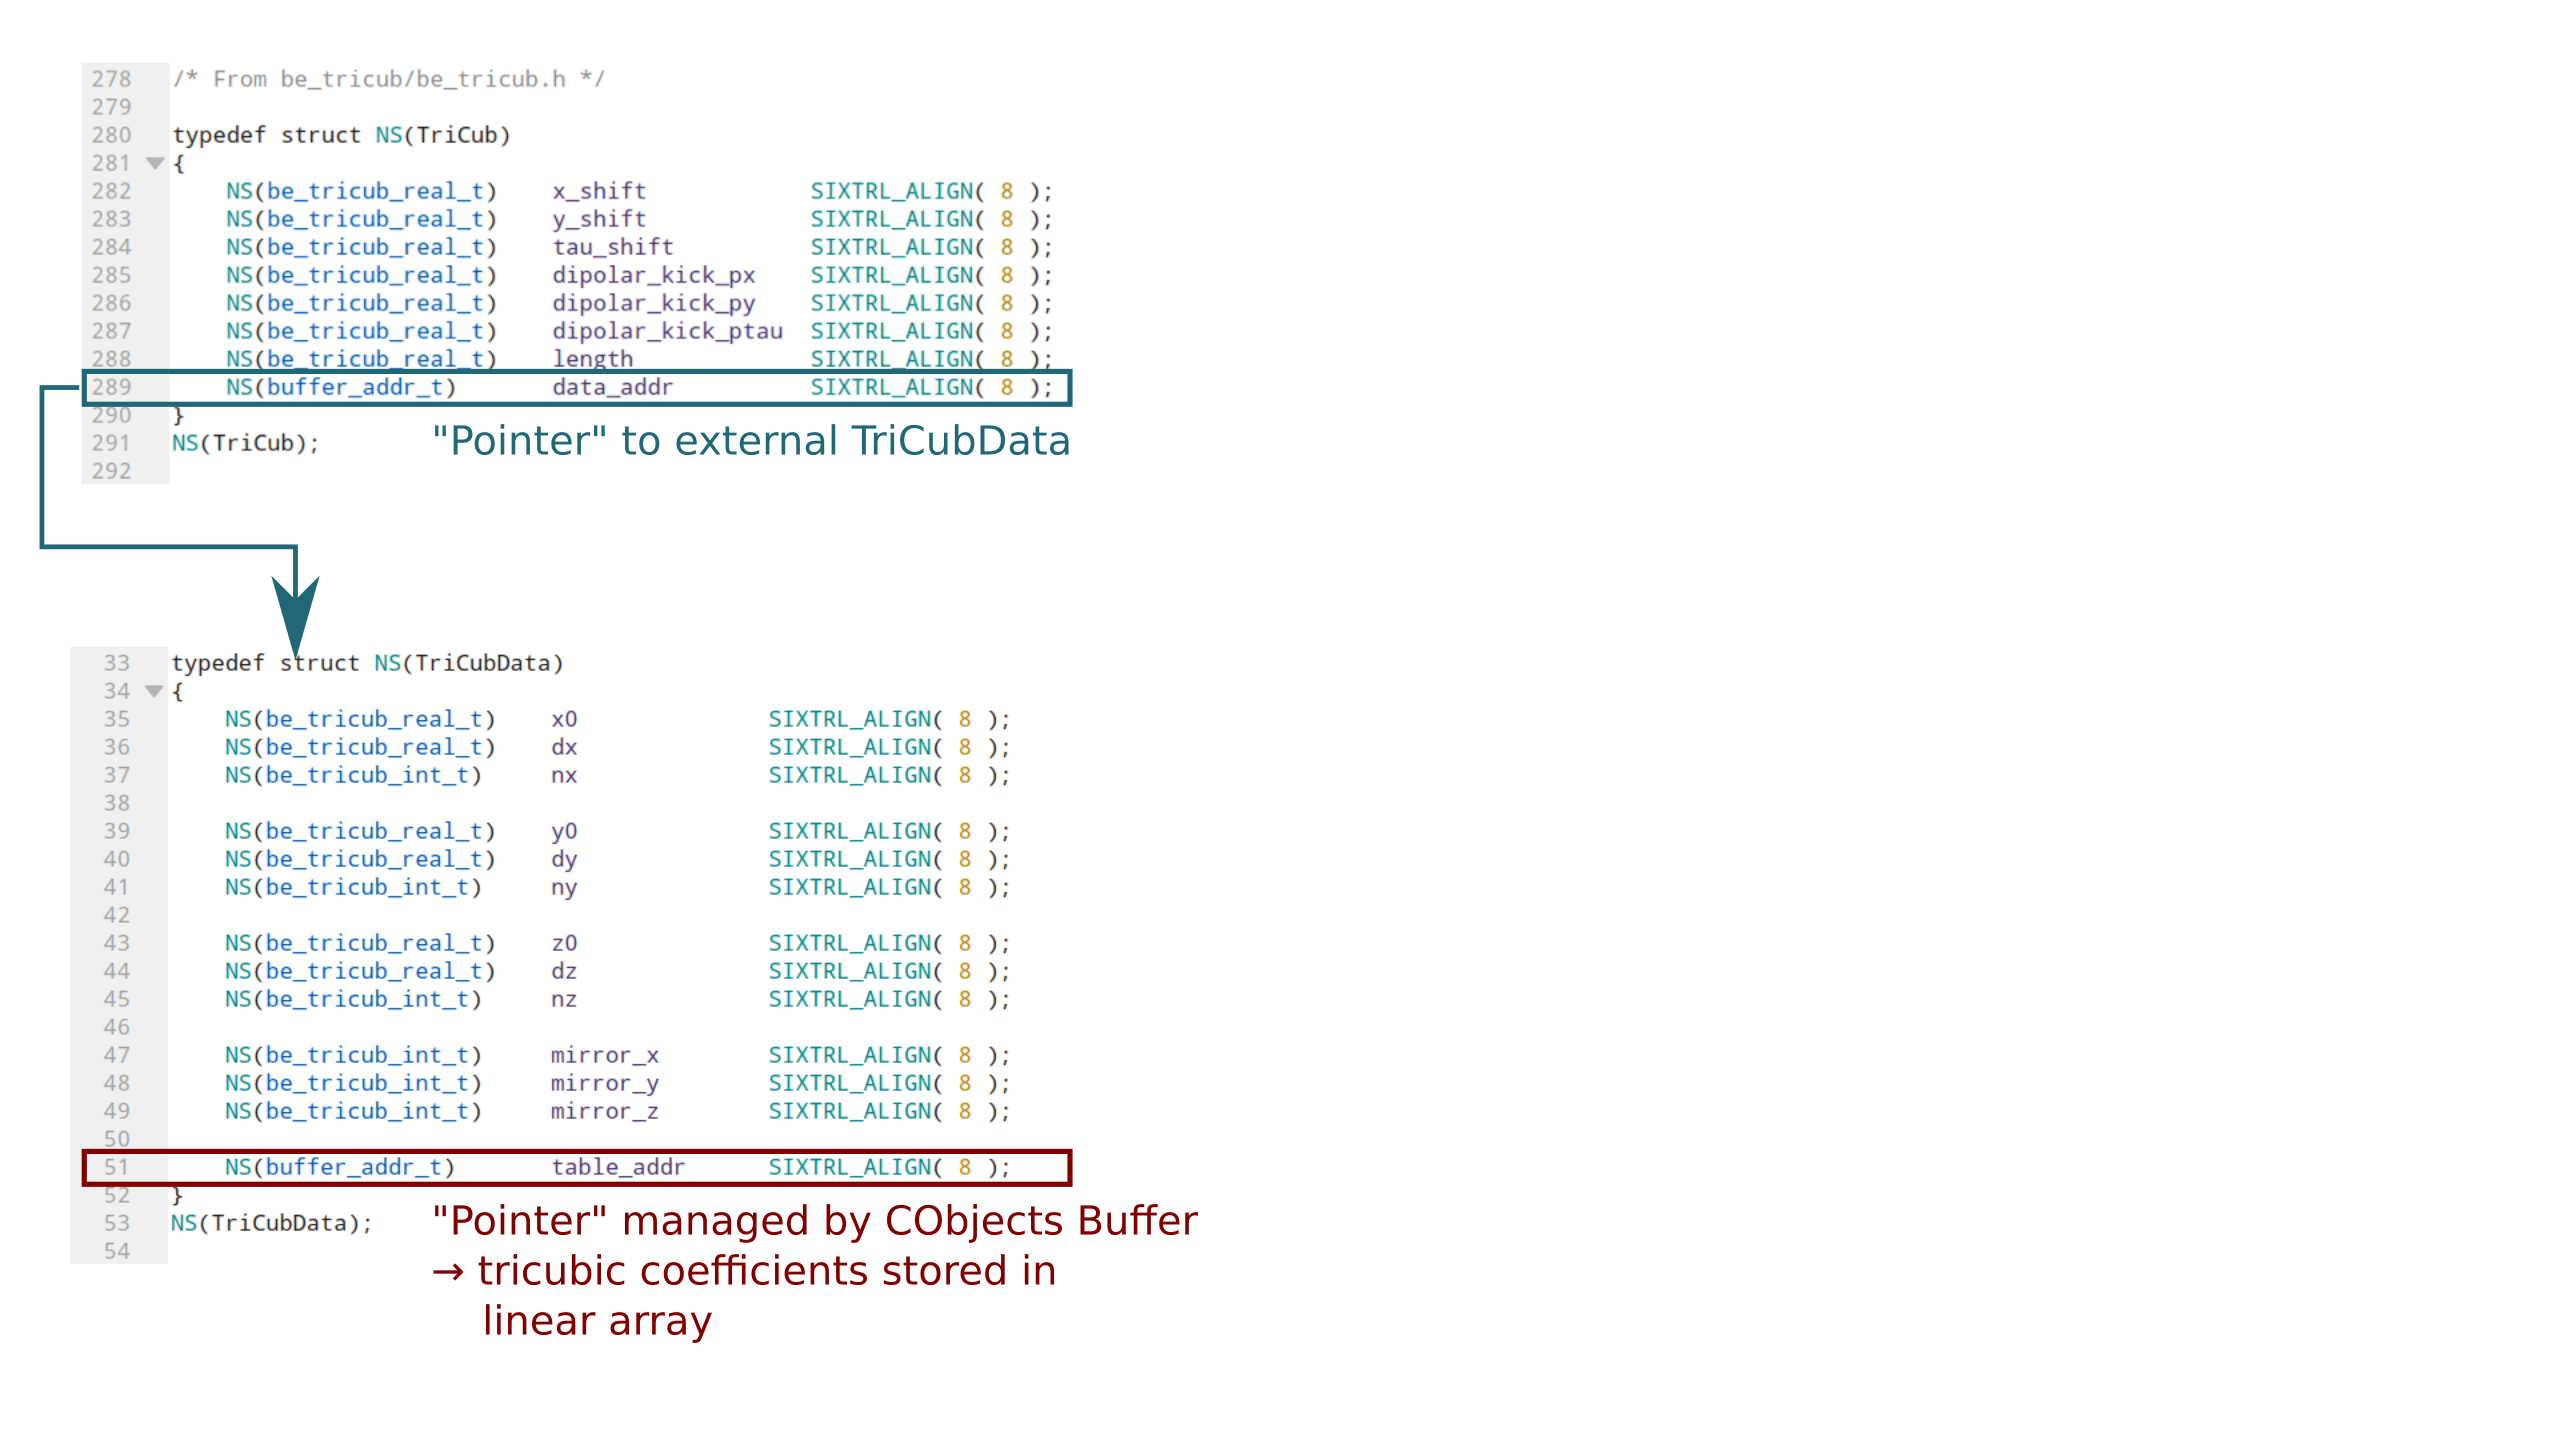 278 /* From be_tricub/be_tricub.h */
279
280 typedef struct NS(TriCub)
281 {
282 NS(be_tricub_real_t) x_shift SIXTRL_ALIGN( 8 );
283 NS(be_tricub_real_t) y_shift SIXTRL_ALIGN( 8 );
284 NS(be_tricub_real_t) tau_shift SIXTRL_ALIGN( 8 );
285 NS(be_tricub_real_t) dipolar_kick_px SIXTRL_ALIGN( 8 );
286 NS(be_tricub_real_t) dipolar_kick_py SIXTRL_ALIGN( 8 );
287 NS(be_tricub_real_t) dipolar_kick_ptau SIXTRL_ALIGN( 8 );
288 NS(be_tricub_real_t) length SIXTRL_ALIGN( 8 );
289 NS(buffer_addr_t) data_addr SIXTRL_ALIGN( 8 );
290 }
291 NS(TriCub);
"Pointer" to external TriCubData
292
33 typedef struct NS(TriCubData)
34 {
35 NS(be_tricub_real_t) x0 SIXTRL_ALIGN( 8 );
36 NS(be_tricub_real_t) dx SIXTRL_ALIGN( 8 );
37 NS(be_tricub_int_t) nx SIXTRL_ALIGN( 8 );
38
39 NS(be_tricub_real_t) y0 SIXTRL_ALIGN( 8 );
40 NS(be_tricub_real_t) dy SIXTRL_ALIGN( 8 );
41 NS(be_tricub_int_t) ny SIXTRL_ALIGN( 8 );
42
43 NS(be_tricub_real_t) z0 SIXTRL_ALIGN( 8 );
44 NS(be_tricub_real_t) dz SIXTRL_ALIGN( 8 );
45 NS(be_tricub_int_t) nz SIXTRL_ALIGN( 8 );
46
47 NS(be_tricub_int_t) mirror_x SIXTRL_ALIGN( 8 );
48 NS(be_tricub_int_t) mirror_y SIXTRL_ALIGN( 8 );
49 NS(be_tricub_int_t) mirror_z SIXTRL_ALIGN( 8 );
50
51 NS(buffer_addr_t) table_addr SIXTRL_ALIGN( 8 );
52 }
53 NS(TriCubData);
54
"Pointer" managed by CObjects Buffer
→ tricubic coefficients stored in
linear array